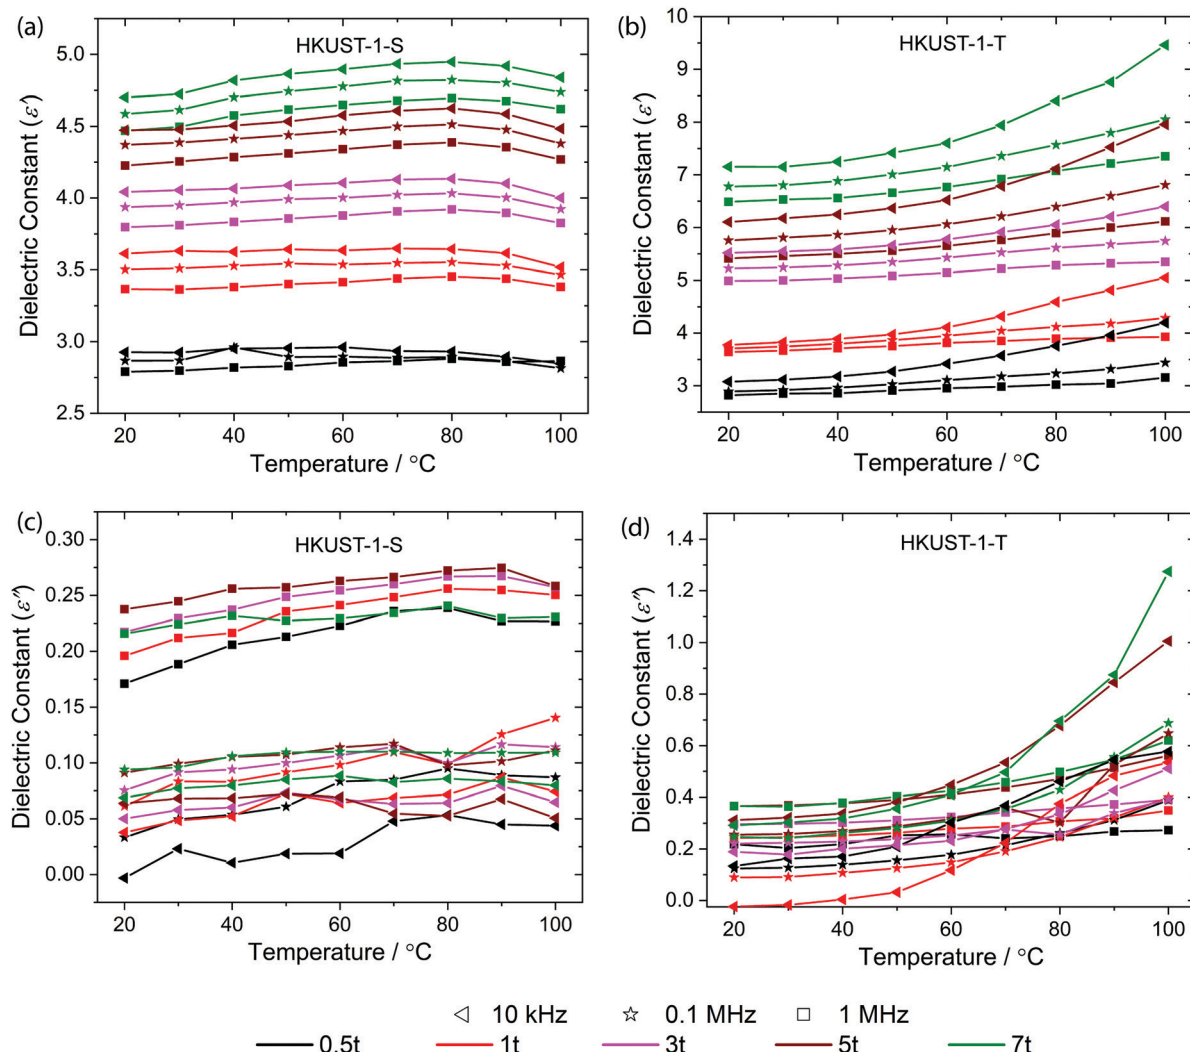 (a)
HKUST-1-S
5.0
4.5
4.0
3.5
3.0
2.5
Dielectric Constant (ε′)
20 40 60 80 100
Temperature / °C
(b)
HKUST-1-T
10
9
8
7
6
5
4
3
Dielectric Constant (ε′)
20 40 60 80 100
Temperature / °C
(c)
HKUST-1-S
0.30
0.25
0.20
0.15
0.10
0.05
0.00
Dielectric Constant (ε″)
20 40 60 80 100
Temperature / °C
(d)
HKUST-1-T
1.4
1.2
1.0
0.8
0.6
0.4
0.2
0.0
Dielectric Constant (ε″)
20 40 60 80 100
Temperature / °C
10 kHz 0.1 MHz 1 MHz
0.5t 1t 3t 5t 7t